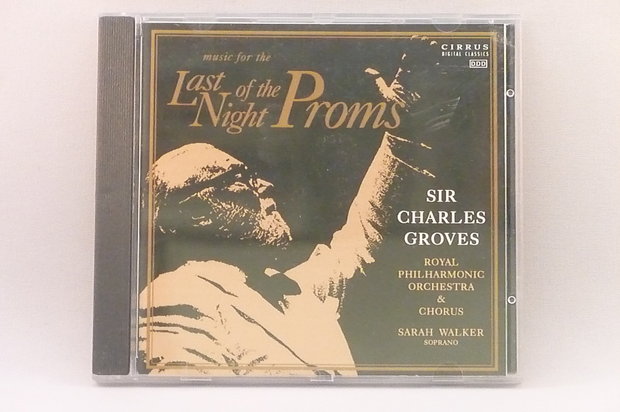 music for the
Last of the
Night Proms
CIRRUS
DIGITAL CLASSICS
DDD
SIR
CHARLES
GROVES
ROYAL
PHILHARMONIC
ORCHESTRA
&
CHORUS
SARAH WALKER
SOPRANO